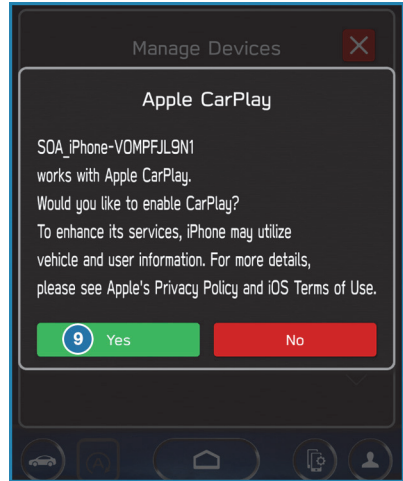 Manage Devices
Apple CarPlay
SOA_iPhone-VOMPFJL9N1
works with Apple CarPlay.
Would you like to enable CarPlay?
To enhance its services, iPhone may utilize
vehicle and user information. For more details,
please see Apple's Privacy Policy and iOS Terms of Use.
9 Yes No
A